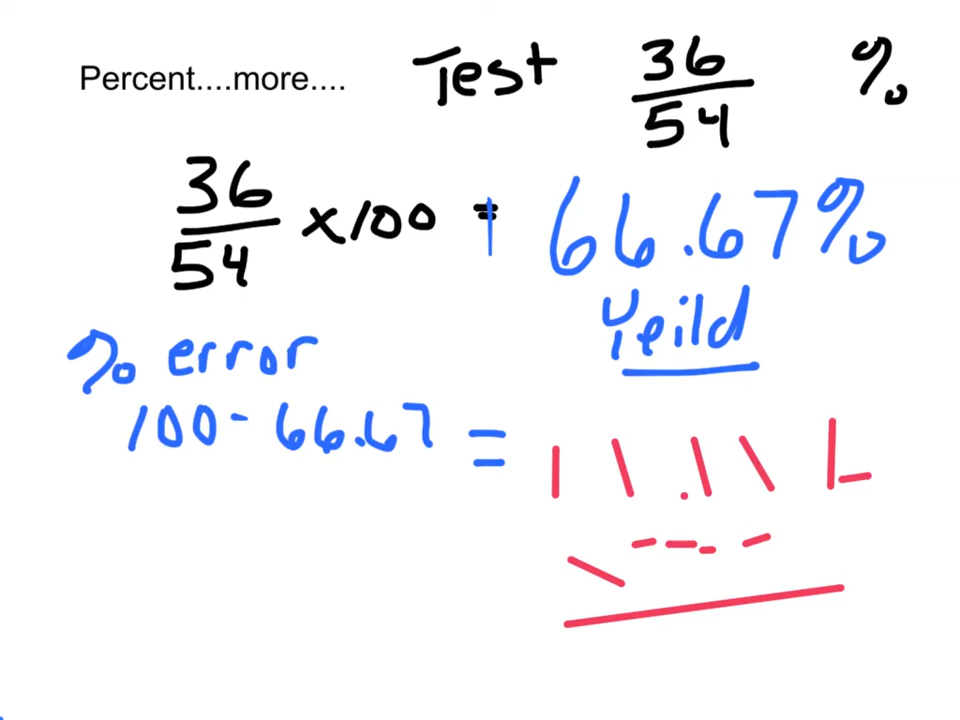 Percent....more.... Test 36/54 %
36/54 x100 = 66.67%
Yeild
% error
100 - 66.67 =